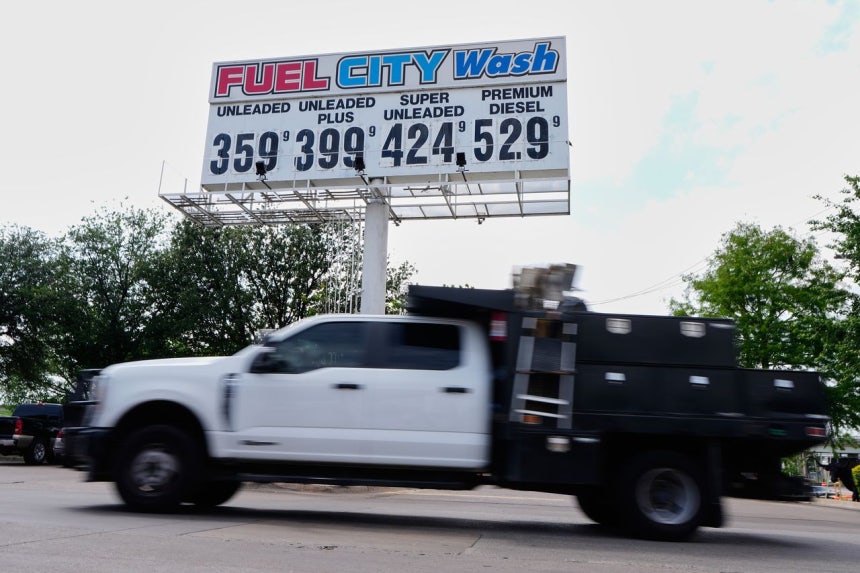 FUEL CITY Wash
UNLEADED UNLEADED PLUS SUPER UNLEADED PREMIUM DIESEL
359 9 399 9 424 9 529 9